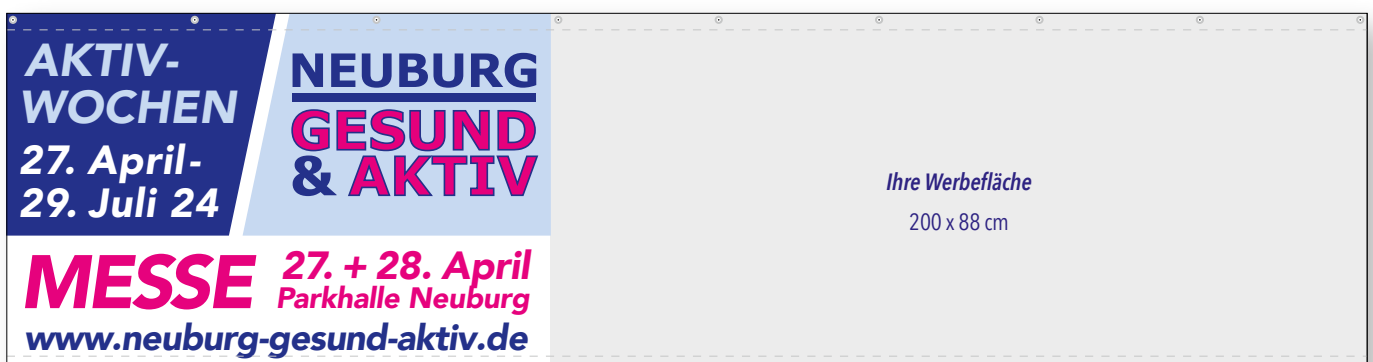 AKTIV-
WOCHEN
27. April-
29. Juli 24
NEUBURG
GESUND
& AKTIV
MESSE
27. + 28. April
Parkhalle Neuburg
www.neuburg-gesund-aktiv.de
Ihre Werbefläche
200 x 88 cm